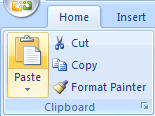 Home Insert
Cut
Copy
Paste
Format Painter
Clipboard